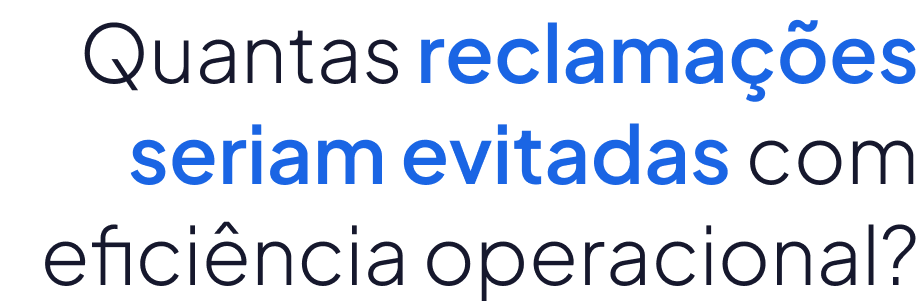 Quantas reclamações
seriam evitadas com
eficiência operacional?